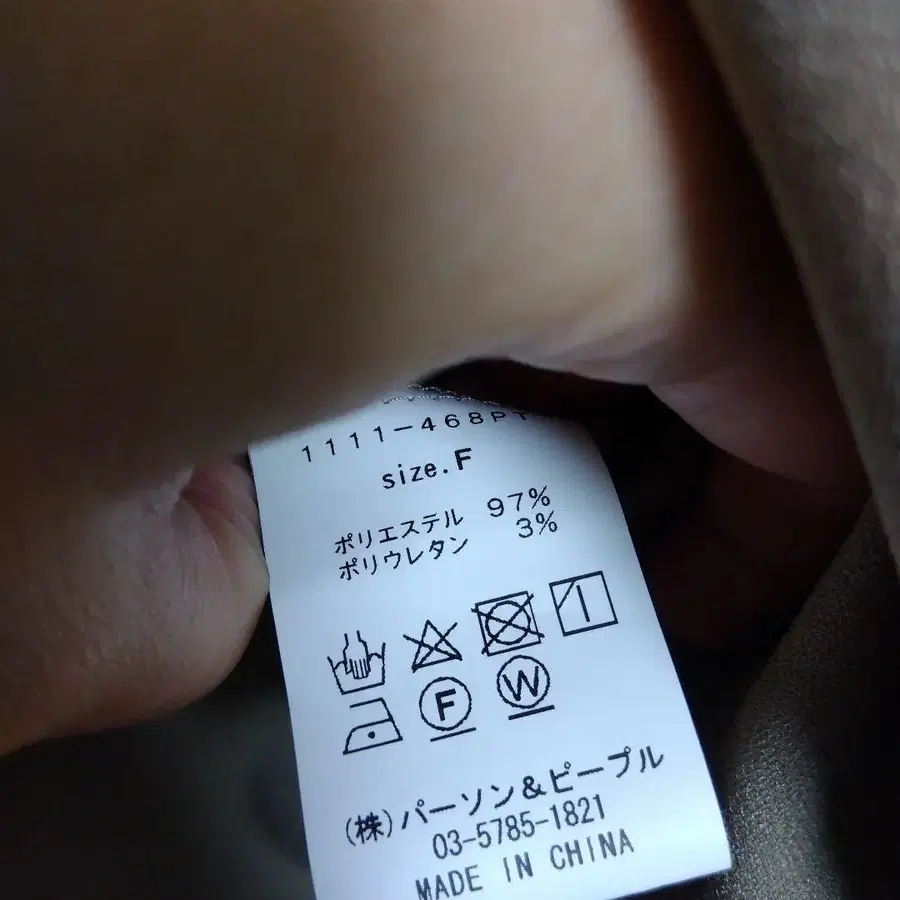 1111-468PT
size.F
ポリエステル 97%
ポリウレタン 3%
F W
(株)パーソン&ピープル
03-5785-1821
MADE IN CHINA